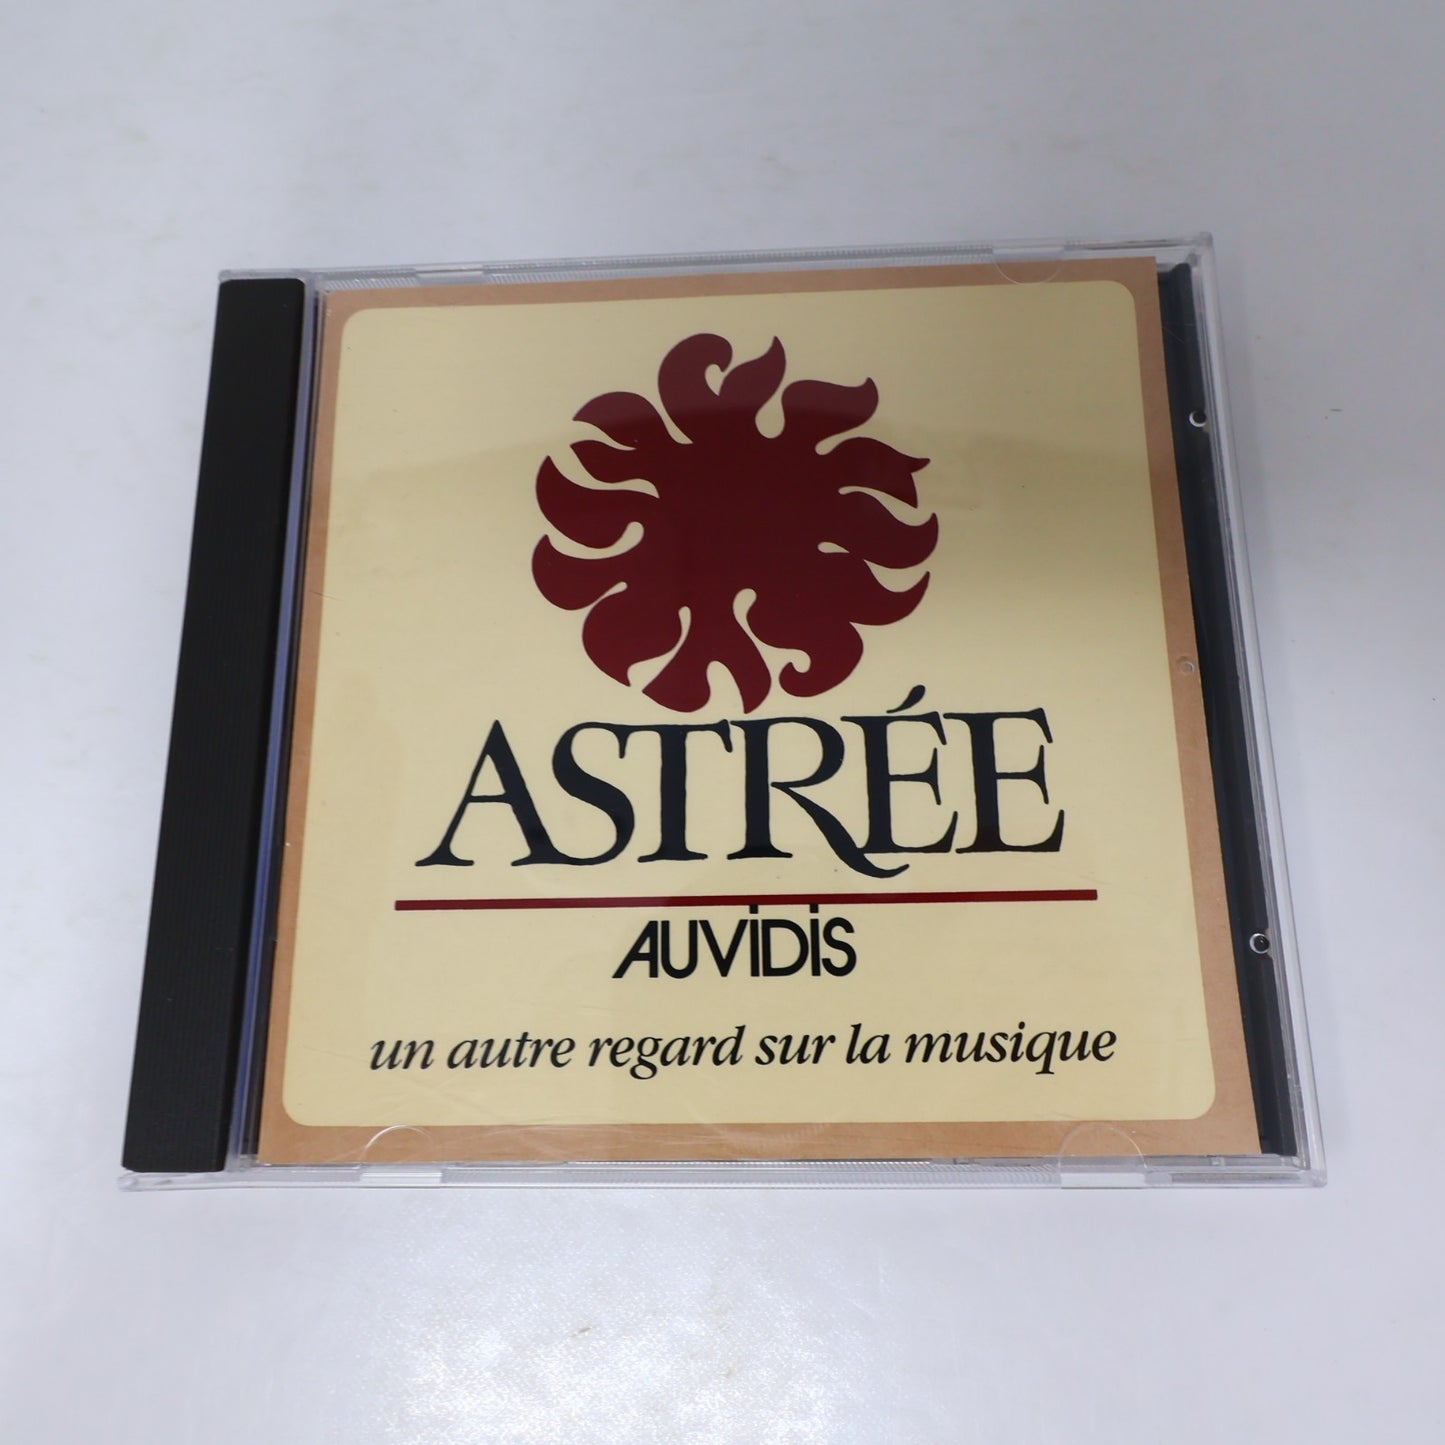 ASTRÉE
AUVIDIS
un autre regard sur la musique